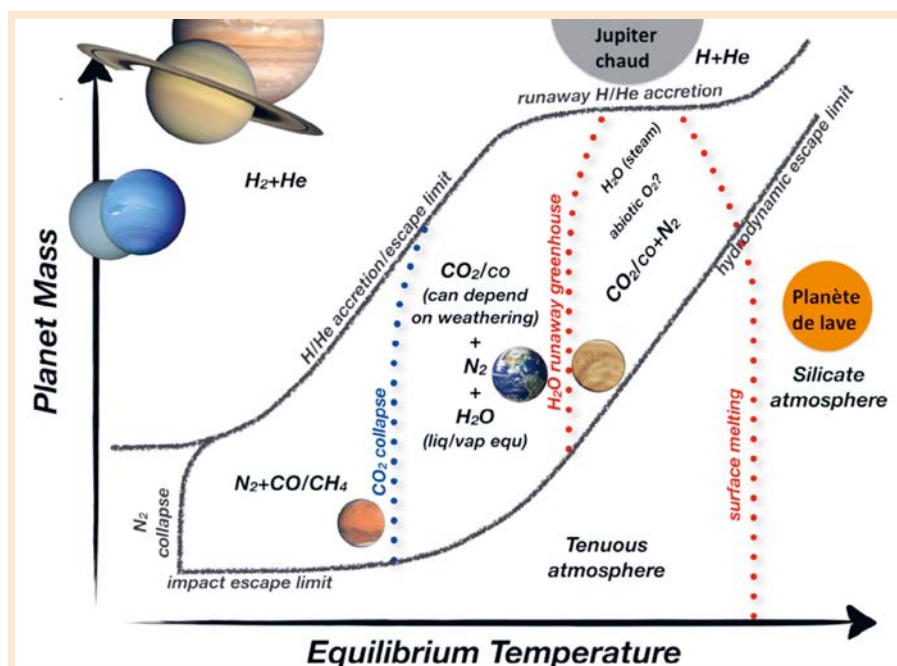 Jupiter
chaud
H+He
runaway H/He accretion
H₂+He
H/He accretion/escape limit
H₂O (steam)
abiotic O₂?
CO₂/co+N₂
hydrodynamic escape limit
Planet Mass
CO₂/co
(can depend
on weathering)
+
N₂
+
H₂O
(liq/vap equ)
H₂O runaway greenhouse
Planète
de lave
Silicate
atmosphere
CO₂ collapse
surface melting
N₂+CO/CH₄
N₂
collapse
impact escape limit
Tenuous
atmosphere
Equilibrium Temperature